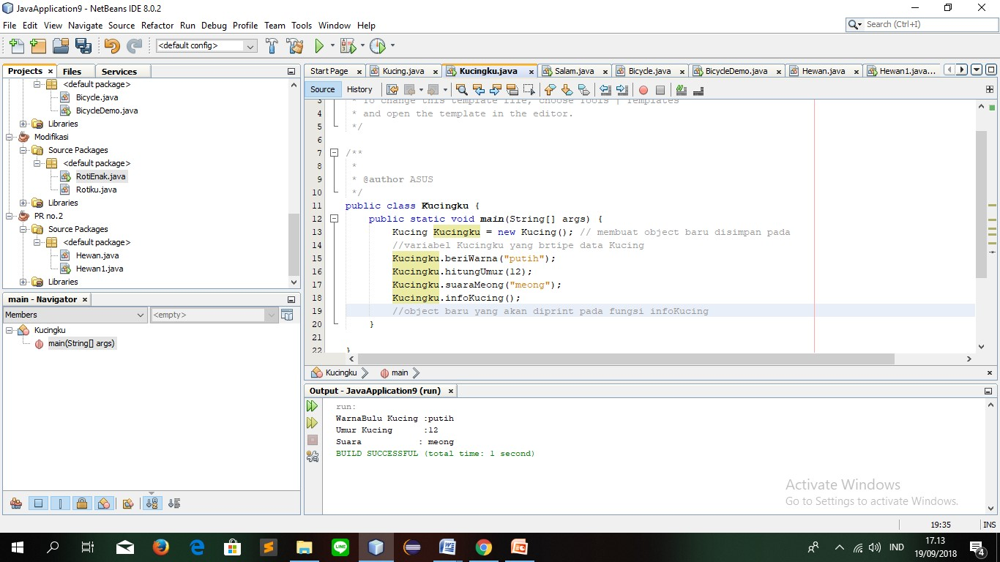 JavaApplication9 - NetBeans IDE 8.0.2
File Edit View Navigate Source Refactor Run Debug Profile Team Tools Window Help
Search (Ctrl+I)
<default config>
Projects x Files Services
<default package>
Bicycle.java
BicycleDemo.java
Libraries
Modifikasi
Source Packages
<default package>
RotiEnak.java
Rotiku.java
Libraries
PR no.2
Source Packages
<default package>
Hewan.java
Hewan1.java
Libraries
main - Navigator x
Members <empty>
Kucingku
main(String[] args)
Start Page x Kucing.java x Kucingku.java x Salam.java x Bicycle.java x BicycleDemo.java x Hewan.java x Hewan1.java...
Source History
3 * To change this template file, choose Tools | Templates
4 * and open the template in the editor.
5 */
6
7 /**
8 *
9 * @author ASUS
10 */
11 public class Kucingku {
12 public static void main(String[] args) {
13 Kucing Kucingku = new Kucing(); // membuat object baru disimpan pada
14 //variabel Kucingku yang brtipe data Kucing
15 Kucingku.beriWarna("putih");
16 Kucingku.hitungUmur(12);
17 Kucingku.suaraMeong("meong");
18 Kucingku.infoKucing();
19 //object baru yang akan diprint pada fungsi infoKucing
20 }
21
22 }
Kucingku main x
Output - JavaApplication9 (run) x
run:
WarnaBulu Kucing :putih
Umur Kucing :12
Suara : meong
BUILD SUCCESSFUL (total time: 1 second)
Activate Windows
Go to Settings to activate Windows.
19:35 INS
LINE
IND
17.13
19/09/2018
4